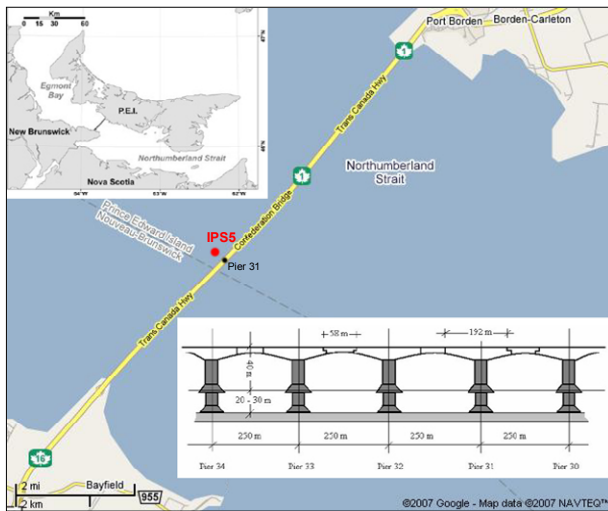 Km
0 15 30 60
47°N
Egmont
Bay
P.E.I.
New Brunswick
46°N
Northumberland Strait
Nova Scotia
64°W 63°W 62°W
Port Borden
Borden-Carleton
1
Trans Canada Hwy
Northumberland
Strait
1
Confederation Bridge
Prince Edward Island
Nouveau-Brunswick
IPS5
Pier 31
Trans Canada Hwy
58 m
192 m
40 m
20 - 30 m
250 m 250 m 250 m 250 m
Pier 34 Pier 33 Pier 32 Pier 31 Pier 30
16
Bayfield
955
2 mi
2 km
©2007 Google - Map data ©2007 NAVTEQ™